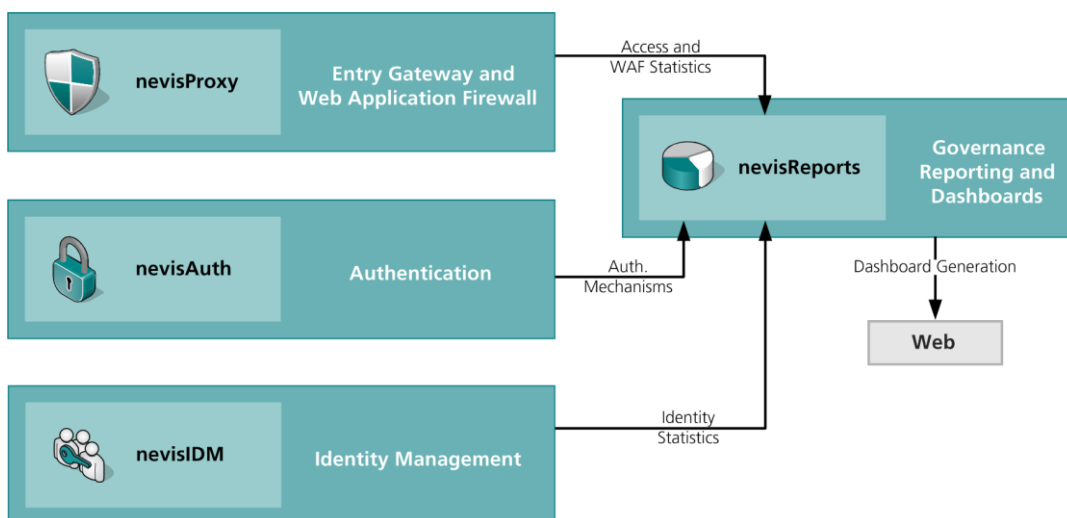 nevisProxy
Entry Gateway and
Web Application Firewall
Access and
WAF Statistics
nevisReports
Governance
Reporting and
Dashboards
nevisAuth
Authentication
Auth.
Mechanisms
Dashboard Generation
Web
nevisIDM
Identity Management
Identity
Statistics